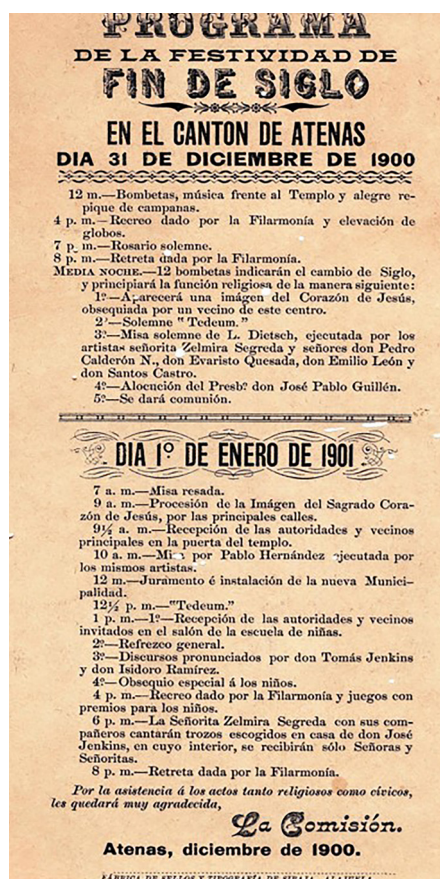 PROGRAMA
DE LA FESTIVIDAD DE
FIN DE SIGLO
EN EL CANTON DE ATENAS
DIA 31 DE DICIEMBRE DE 1900
12 m.—Bombetas, música frente al Templo y alegre re-
pique de campanas.
4 p. m.—Recreo dado por la Filarmonía y elevación de
globos.
7 p. m.—Rosario solemne.
8 p. m.—Retreta dada por la Filarmonía.
MEDIA NOCHE.—12 bombetas indicarán el cambio de Siglo,
y principiará la función religiosa de la manera siguiente:
1º—Aparecerá una imágen del Corazón de Jesús,
obsequiada por un vecino de este centro.
2º—Solemne "Tedeum."
3º—Misa solemne de L. Dietsch, ejecutada por los
artistas señorita Zelmira Segreda y señores don Pedro
Calderón N., don Evaristo Quesada, don Emilio León y
don Santos Castro.
4º—Alocución del Presbº don José Pablo Guillén.
5º—Se dará comunión.
DIA 1º DE ENERO DE 1901
7 a. m.—Misa resada.
9 a. m.—Procesión de la Imágen del Sagrado Cora-
zón de Jesús, por las principales calles.
9½ a. m.—Recepción de las autoridades y vecinos
principales en la puerta del templo.
10 a. m.—Misa por Pablo Hernández ejecutada por
los mismos artistas.
12 m.—Juramento é instalación de la nueva Munici-
palidad.
12½ p. m.—"Tedeum."
1 p. m.—1º—Recepción de las autoridades y vecinos
invitados en el salón de la escuela de niñas.
2º—Refrezco general.
3º—Discursos pronunciados por don Tomás Jenkins
y don Isidoro Ramírez.
4º—Obsequio especial á los niños.
4 p. m.—Recreo dado por la Filarmonía y juegos con
premios para los niños.
6 p. m.—La Señorita Zelmira Segreda con sus com-
pañeros cantarán trozos escogidos en casa de don José
Jenkins, en cuyo interior, se recibirán sólo Señoras y
Señoritas.
8 p. m.—Retreta dada por la Filarmonía.
Por la asistencia á los actos tanto religiosos como cívicos,
les quedará muy agradecida,
La Comisión.
Atenas, diciembre de 1900.
FÁBRICA DE SELLOS Y TIPOGRAFÍA DE SIBAJA, ALAJUELA